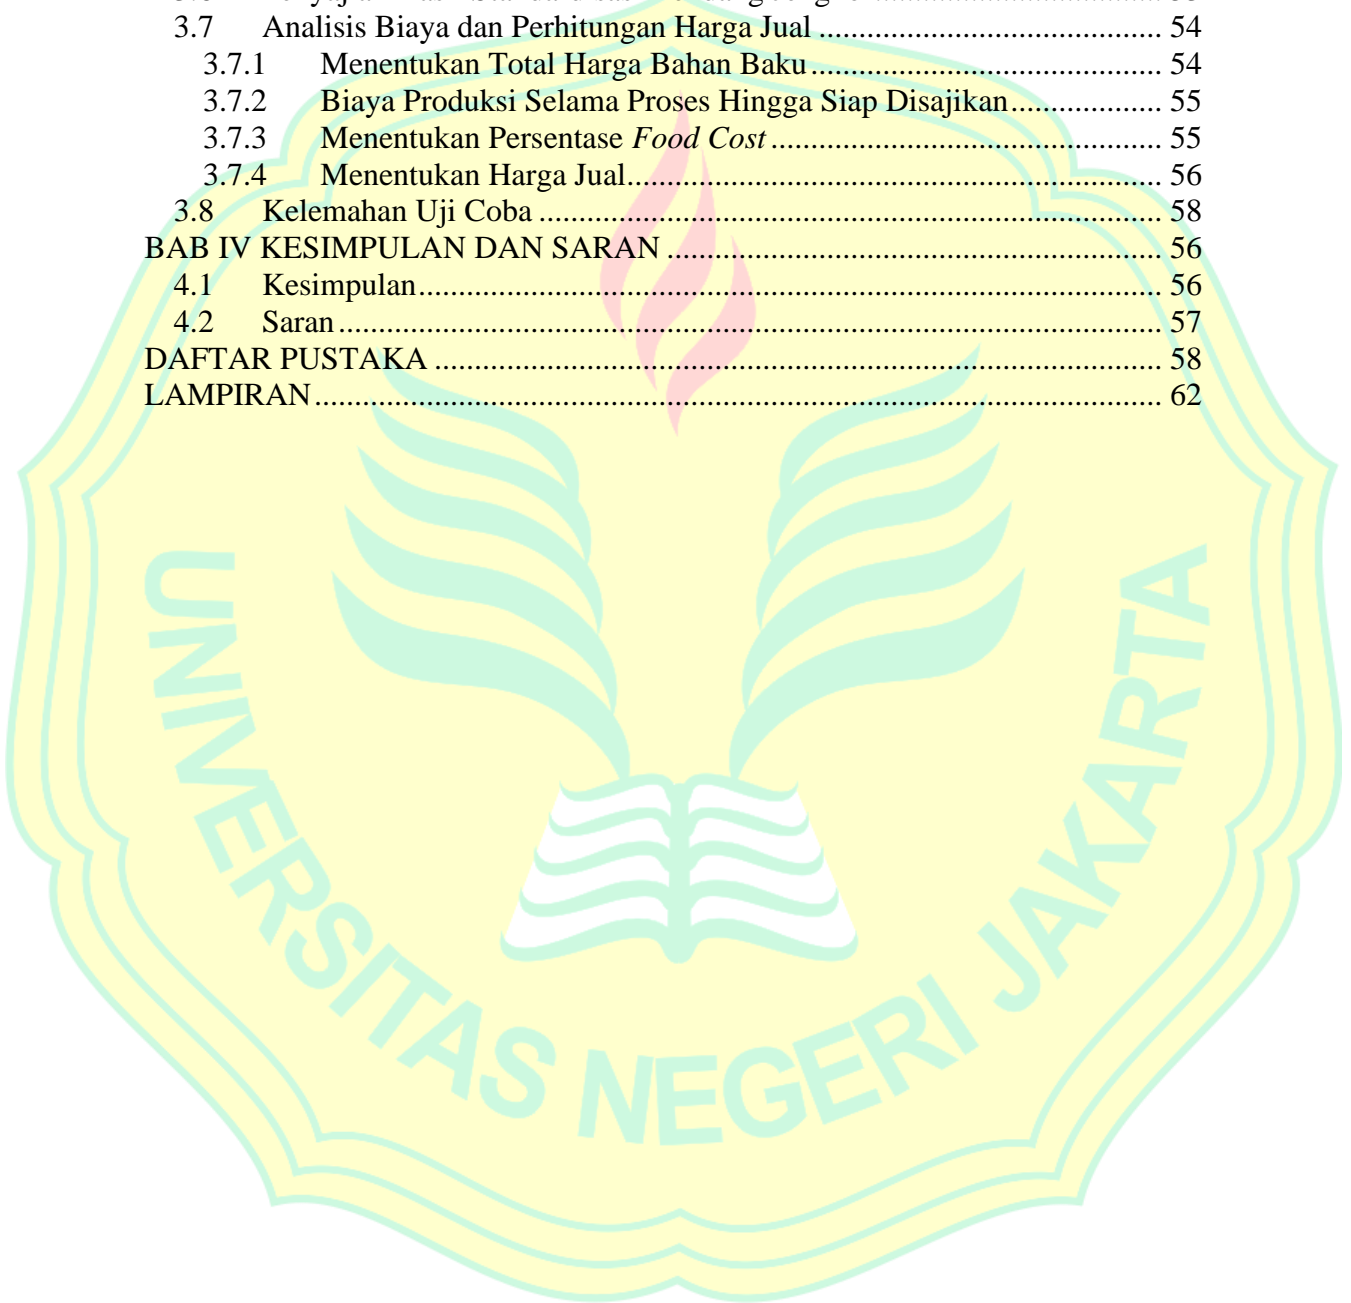 3.7 Analisis Biaya dan Perhitungan Harga Jual .................................... 54
3.7.1 Menentukan Total Harga Bahan Baku ..................................... 54
3.7.2 Biaya Produksi Selama Proses Hingga Siap Disajikan ................ 55
3.7.3 Menentukan Persentase Food Cost ......................................... 55
3.7.4 Menentukan Harga Jual ......................................................... 56
3.8 Kelemahan Uji Coba .................................................................. 58
BAB IV KESIMPULAN DAN SARAN .................................................... 56
4.1 Kesimpulan ................................................................................ 56
4.2 Saran ......................................................................................... 57
DAFTAR PUSTAKA ............................................................................ 58
LAMPIRAN ......................................................................................... 62
UNIVERSITAS NEGERI JAKARTA